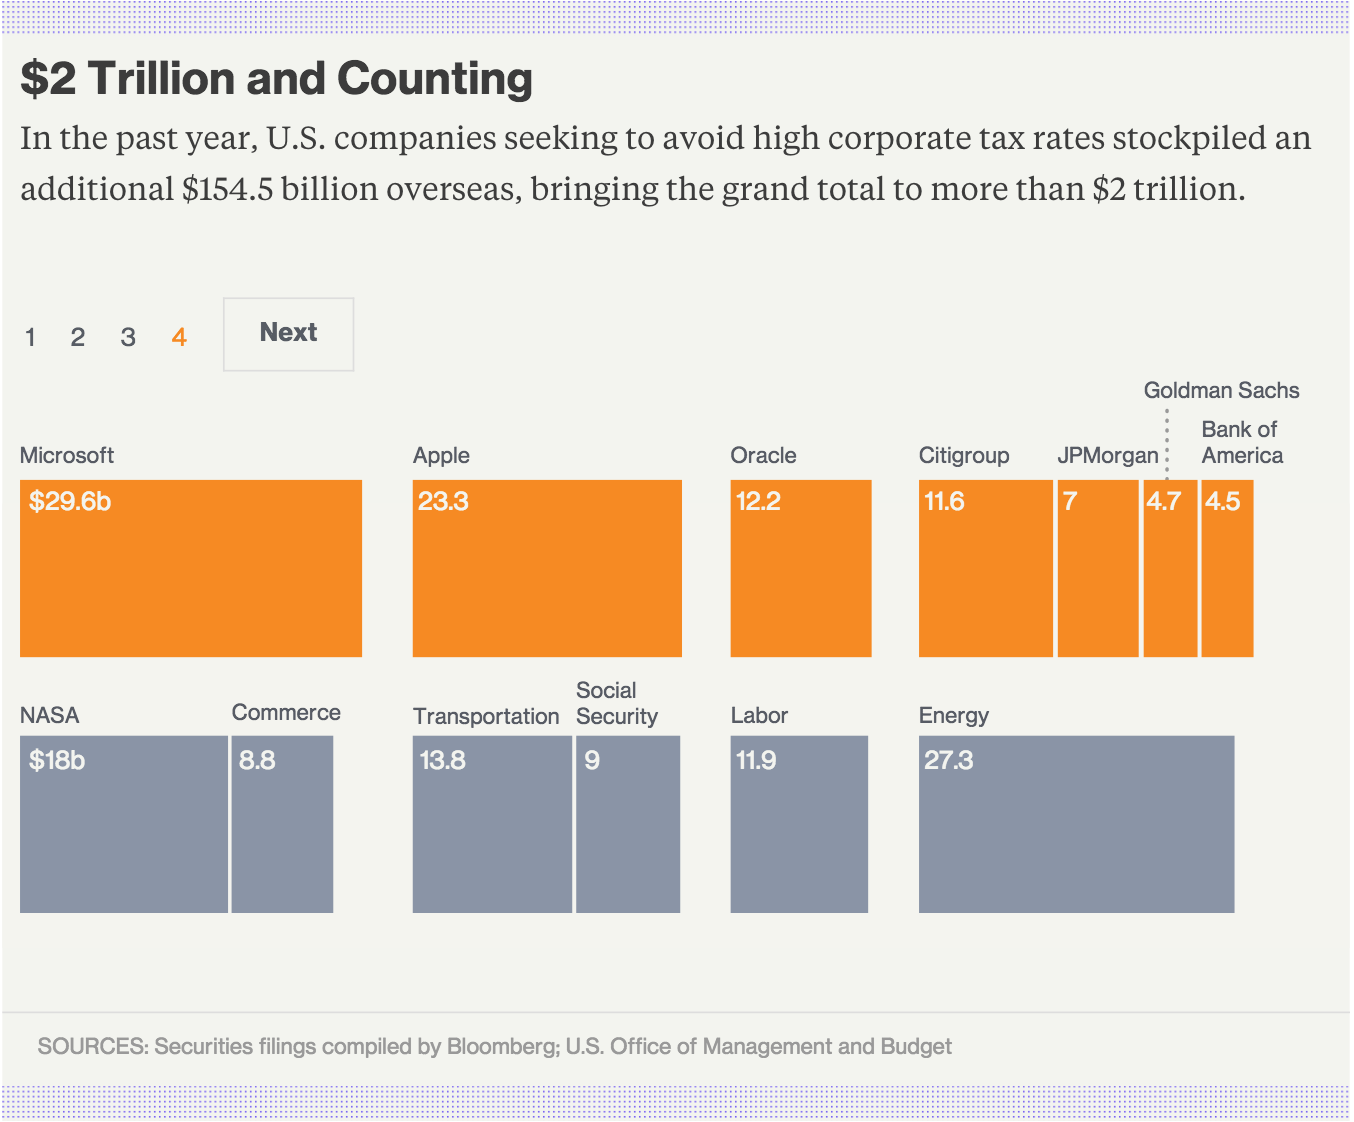 $2 Trillion and Counting
In the past year, U.S. companies seeking to avoid high corporate tax rates stockpiled an
additional $154.5 billion overseas, bringing the grand total to more than $2 trillion.
1 2 3 4 Next
Goldman Sachs
Microsoft Apple Oracle Citigroup JPMorgan Bank of
America
$29.6b 23.3 12.2 11.6 7 4.7 4.5
NASA Commerce Transportation Social
Security Labor Energy
$18b 8.8 13.8 9 11.9 27.3
SOURCES: Securities filings compiled by Bloomberg; U.S. Office of Management and Budget